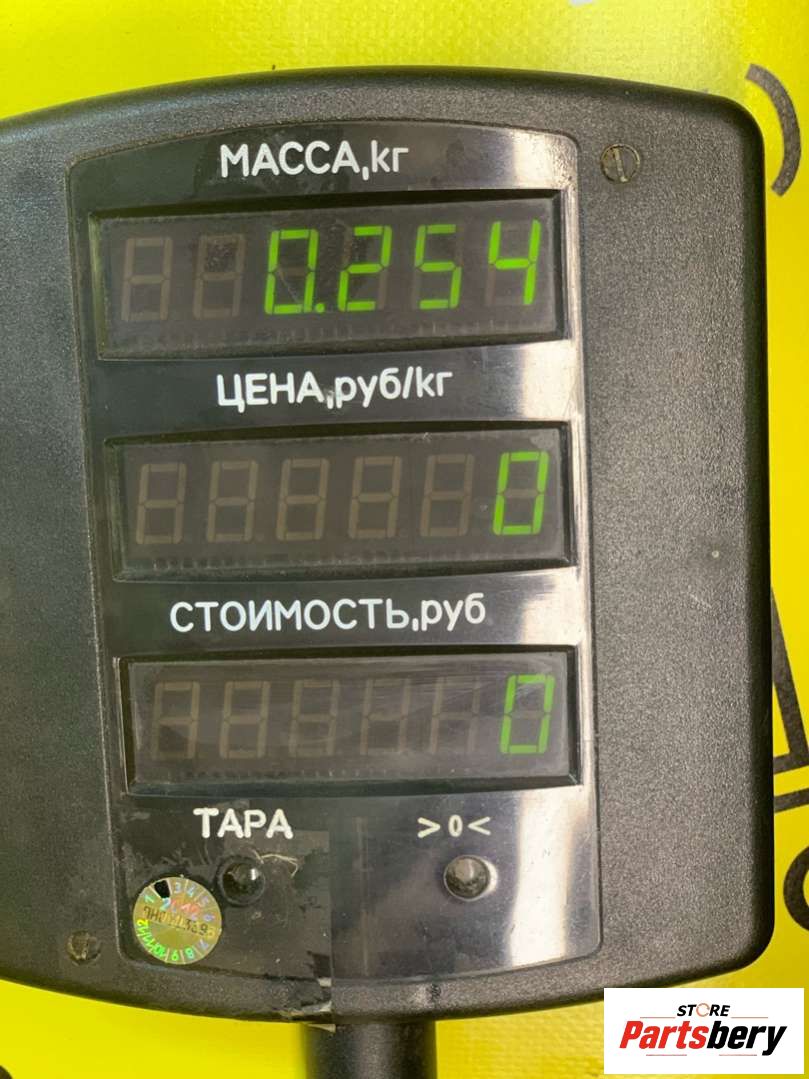 МАССА,кг
0.254
ЦЕНА,руб/кг
0
СТОИМОСТЬ,руб
0
ТАРА >0<
STORE
Partsbery